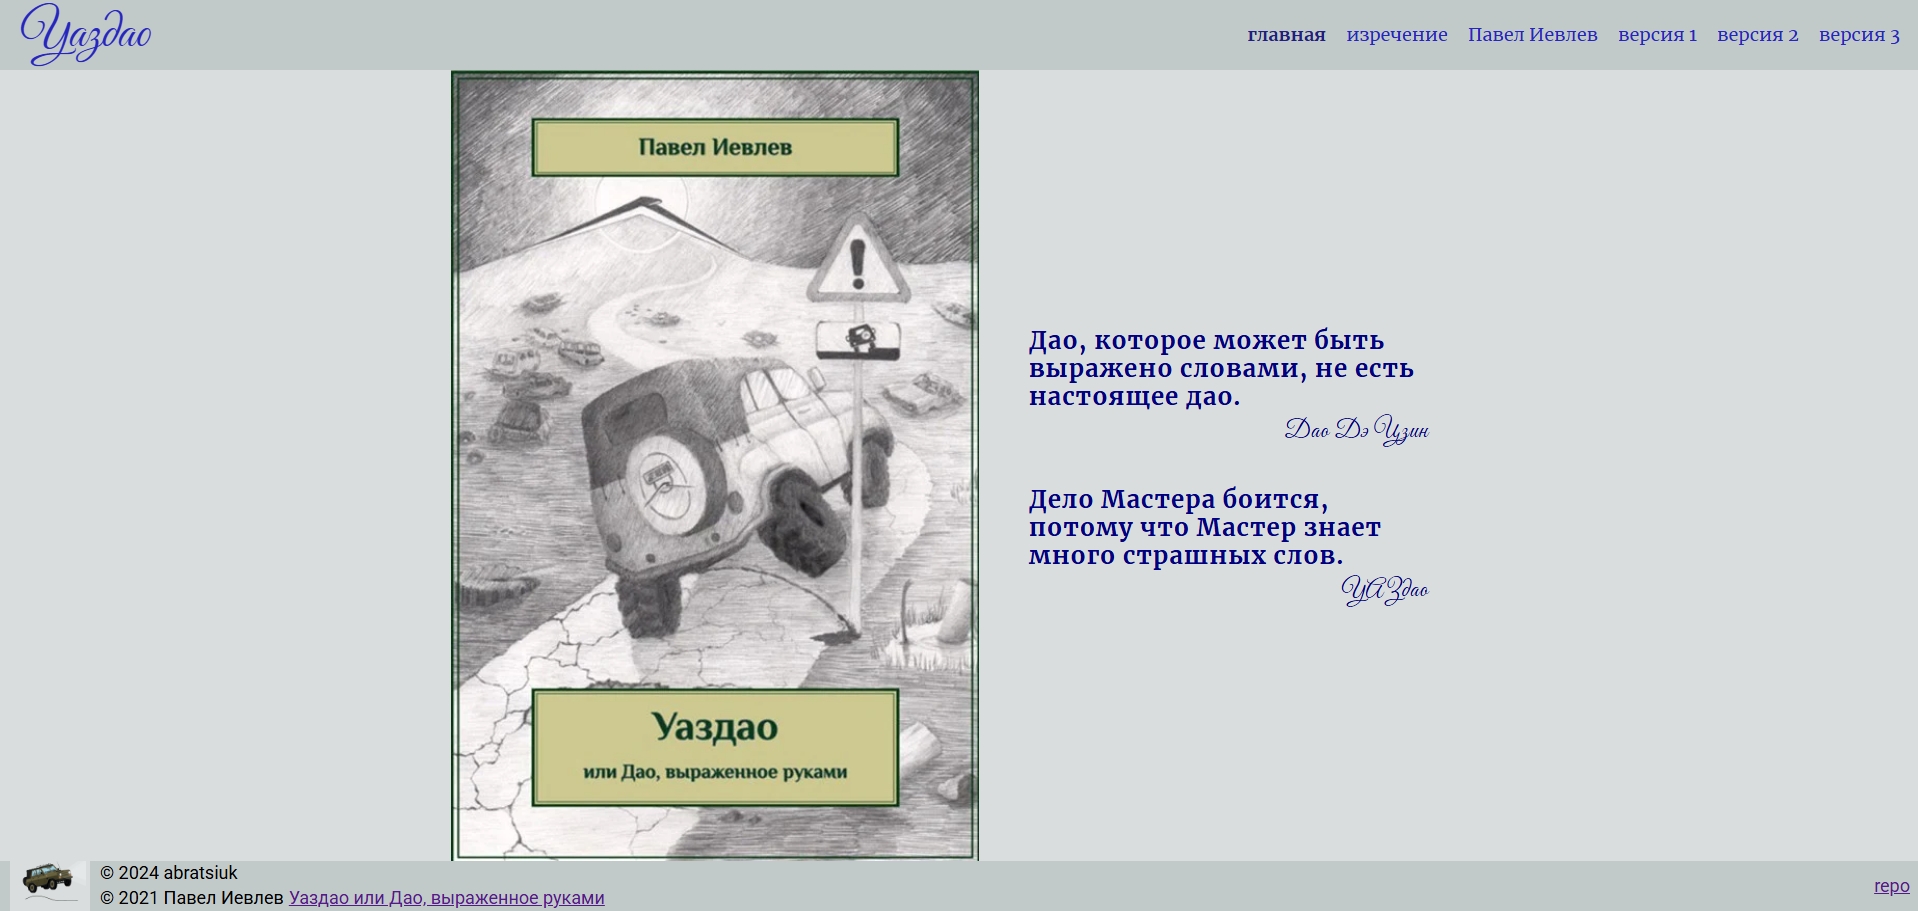 Уаздао
главная изречение Павел Иевлев версия 1 версия 2 версия 3
Павел Иевлев
Уаздао
или Дао, выраженное руками
Дао, которое может быть
выражено словами, не есть
настоящее дао.
Дао Дэ Цзин
Дело Мастера боится,
потому что Мастер знает
много страшных слов.
УАЗдао
© 2024 abratsiuk
© 2021 Павел Иевлев Уаздао или Дао, выраженное руками
repo